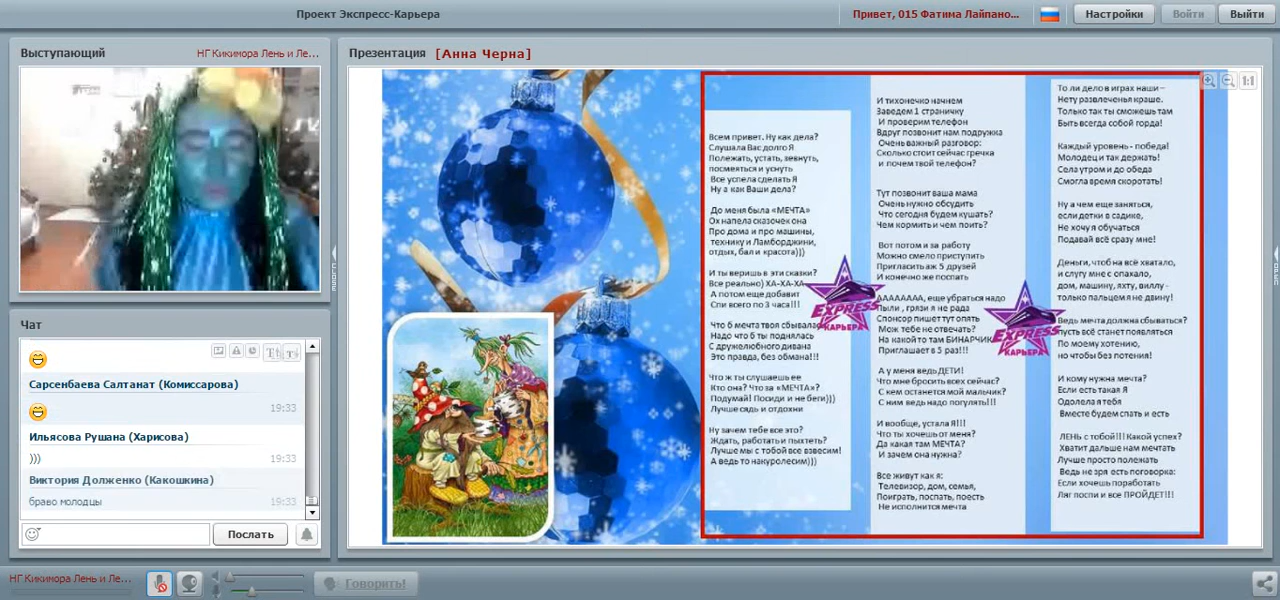 Проект Экспресс-Карьера
Привет, 015 Фатима Лайпано...
Настройки
Войти
Выйти
Выступающий
НГ Кикимора Лень и Ле...
Чат
Сарсенбаева Салтанат (Комиссарова)
19:33
Ильясова Рушана (Харисова)
)))
19:33
Виктория Долженко (Какошкина)
браво молодцы
19:33
Послать
НГ Кикимора Лень и Ле...
Говорить!
Презентация [Анна Черна]
1:1
Всем привет. Ну как дела?
Слушала Вас долго Я
Полежать, устать, зевнуть,
посмеяться и уснуть
Все успела сделать Я
Ну а как Ваши дела?
До меня была «МЕЧТА»
Ох напела сказочек она
Про дома и про машины,
технику и Ламборджини,
отдых, бал и красота)))
И ты веришь в эти сказки?
Все реально) ХА-ХА-ХА
А потом еще добавит
Спи всего по 3 часа!!!
Что б мечта твоя сбывалась
Надо что б ты поднялась
С дружелюбного дивана
Это правда, без обмана!!!
Что ж ты слушаешь ее
Кто она? Что за «МЕЧТА»?
Подумай! Посиди и не беги)))
Лучше сядь и отдохни
Ну зачем тебе все это?
Ждать, работать и пыхтеть?
Лучше мы с тобой все взвесим!
А ведь то накуролесим)))
И тихонечко начнем
Заведем 1 страничку
И проверим телефон
Вдруг позвонит нам подружка
Очень важный разговор:
Сколько стоит сейчас гречка
и почем твой телефон?
Тут позвонит ваша мама
Очень нужно обсудить
Что сегодня будем кушать?
Чем кормить и чем поить?
Вот потом и за работу
Можно смело приступить
Пригласить аж 5 друзей
И конечно же поспать
АААААААА, еще убраться надо
Пыли , грязи я не рада
Спонсор пишет тут опять
Мож тебе не отвечать?
На какой то там БИНАРЧИК
Приглашает в 5 раз!!!
А у меня ведь ДЕТИ!
Что мне бросить всех сейчас?
С кем останется мой мальчик?
С ним ведь надо погулять!!!
И вообще, устала Я!!!
Что ты хочешь от меня?
Да какая там МЕЧТА?
И зачем она нужна?
Все живут как я:
Телевизор, дом, семья,
Поиграть, поспать, поесть
Не исполнится мечта
То ли дело в играх наши –
Нету развлеченья краше.
Только так ты сможешь там
Быть всегда собой горда!
Каждый уровень - победа!
Молодец и так держать!
Села утром и до обеда
Смогла время скоротать!
Ну а чем еще заняться,
если детки в садике,
Не хочу я обучаться
Подавай всё сразу мне!
Деньги, чтоб на всё хватало,
и слугу мне с опахало,
дом, машину, яхту, виллу -
только пальцем я не двину!
Ведь мечта должна сбываться?
пусть всё станет появляться
По моему хотению,
но чтобы без потения!
И кому нужна мечта?
Если есть такая Я
Одолела я тебя
Вместе будем спать и есть
ЛЕНЬ с тобой!!! Какой успех?
Хватит дальше нам мечтать
Лучше просто полежать
Ведь не зря есть поговорка:
Если хочешь поработать
Ляг поспи и все ПРОЙДЕТ!!!
EXPRESS
КАРЬЕРА
EXPRESS
КАРЬЕРА